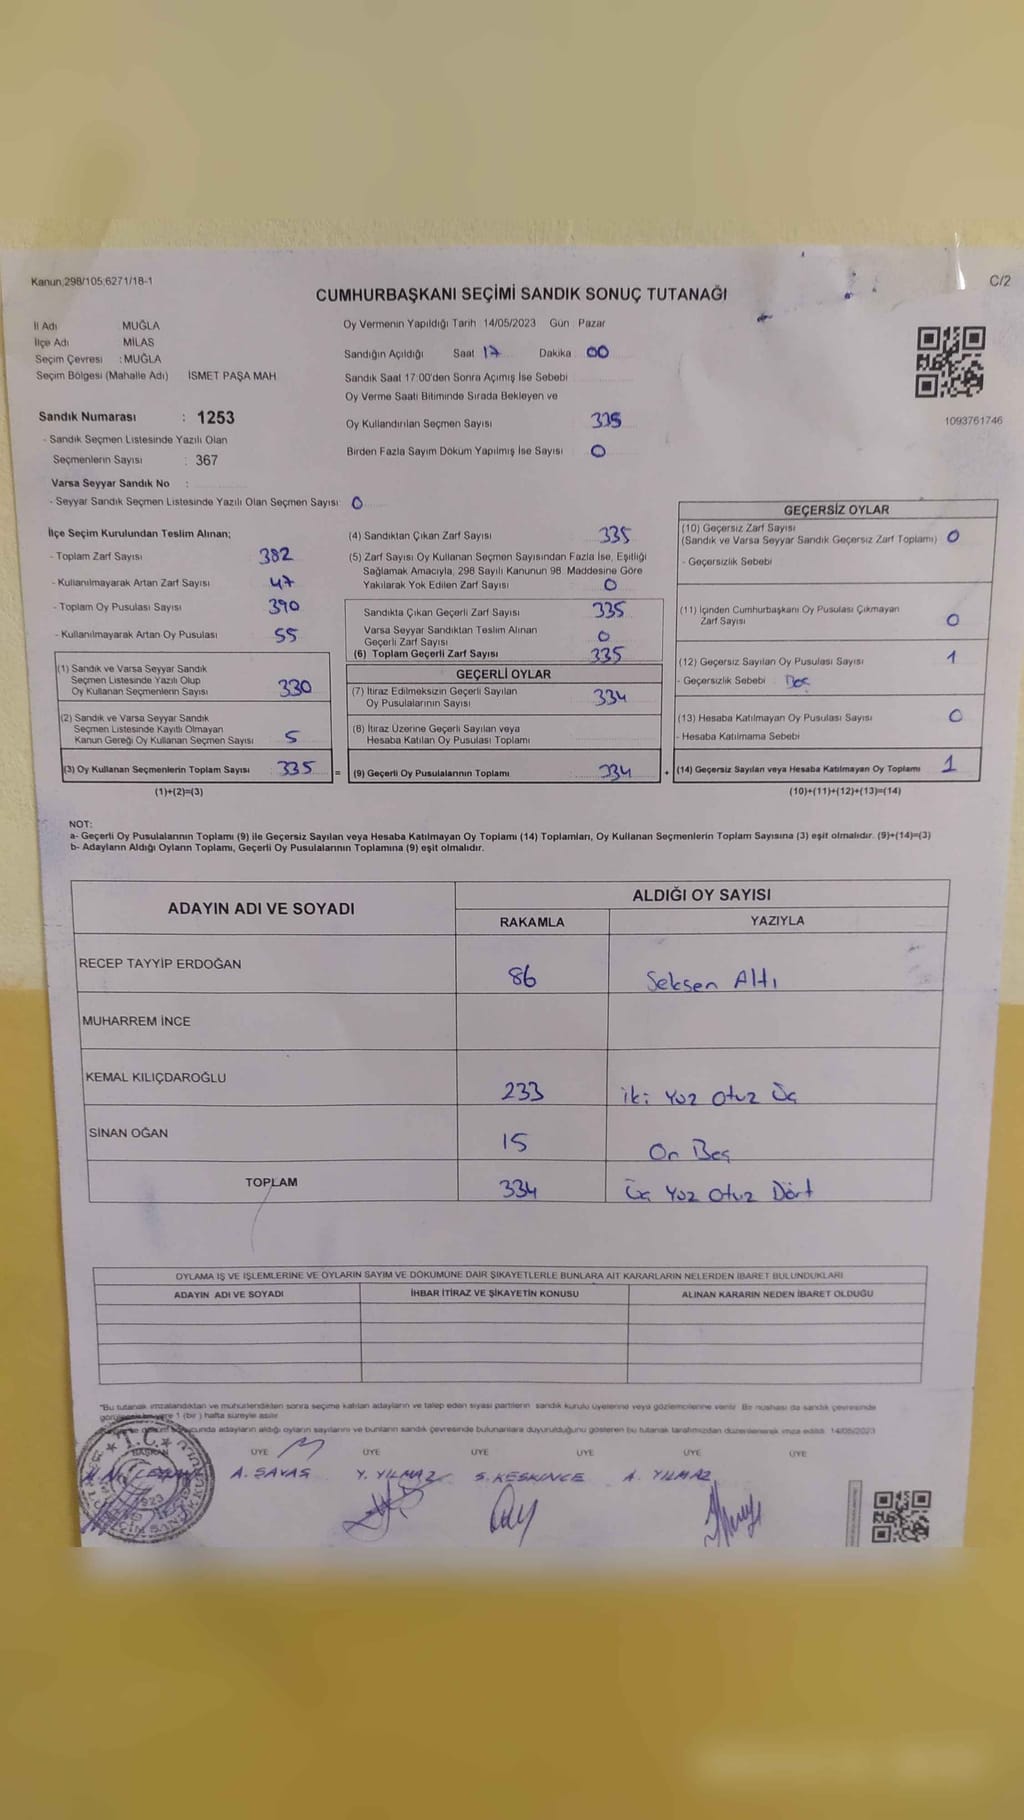 Kanun;298/105;6271/18-1
C/2
CUMHURBAŞKANI SEÇİMİ SANDIK SONUÇ TUTANAĞI
İl Adı : MUĞLA
İlçe Adı : MİLAS
Seçim Çevresi : MUĞLA
Seçim Bölgesi (Mahalle Adı) İSMET PAŞA MAH
Sandık Numarası : 1253
- Sandık Seçmen Listesinde Yazılı Olan
Seçmenlerin Sayısı : 367
Varsa Seyyar Sandık No :
- Seyyar Sandık Seçmen Listesinde Yazılı Olan Seçmen Sayısı: 0
Oy Vermenin Yapıldığı Tarih 14/05/2023 Gün : Pazar
Sandığın Açıldığı Saat 17 Dakika 00
Sandık Saat 17:00'den Sonra Açımış İse Sebebi
Oy Verme Saati Bitiminde Sırada Bekleyen ve
Oy Kullandırılan Seçmen Sayısı 335
Birden Fazla Sayım Döküm Yapılmış İse Sayısı 0
1093761746
İlçe Seçim Kurulundan Teslim Alınan;
- Toplam Zarf Sayısı 382
- Kullanılmayarak Artan Zarf Sayısı 47
- Toplam Oy Pusulası Sayısı 390
- Kullanılmayarak Artan Oy Pusulası 55
(1) Sandık ve Varsa Seyyar Sandık
Seçmen Listesinde Yazılı Olup
Oy Kullanan Seçmenlerin Sayısı 330
(2) Sandık ve Varsa Seyyar Sandık
Seçmen Listesinde Kayıtlı Olmayan
Kanun Gereği Oy Kullanan Seçmen Sayısı 5
(3) Oy Kullanan Seçmenlerin Toplam Sayısı 335 =
(1)+(2)=(3)
(4) Sandıktan Çıkan Zarf Sayısı 335
(5) Zarf Sayısı Oy Kullanan Seçmen Sayısından Fazla İse, Eşitliği
Sağlamak Amacıyla, 298 Sayılı Kanunun 98. Maddesine Göre
Yakılarak Yok Edilen Zarf Sayısı 0
Sandıkta Çıkan Geçerli Zarf Sayısı 335
Varsa Seyyar Sandıktan Teslim Alınan
Geçerli Zarf Sayısı 0
(6) Toplam Geçerli Zarf Sayısı 335
GEÇERLİ OYLAR
(7) İtiraz Edilmeksizin Geçerli Sayılan
Oy Pusulalarının Sayısı 334
(8) İtiraz Üzerine Geçerli Sayılan veya
Hesaba Katılan Oy Pusulası Toplamı
(9) Geçerli Oy Pusulalarının Toplamı 334 +
GEÇERSİZ OYLAR
(10) Geçersiz Zarf Sayısı
(Sandık ve Varsa Seyyar Sandık Geçersiz Zarf Toplamı) 0
- Geçersizlik Sebebi
(11) İçinden Cumhurbaşkanı Oy Pusulası Çıkmayan
Zarf Sayısı 0
(12) Geçersiz Sayılan Oy Pusulası Sayısı 1
- Geçersizlik Sebebi Boş
(13) Hesaba Katılmayan Oy Pusulası Sayısı 0
- Hesaba Katılmama Sebebi
(14) Geçersiz Sayılan veya Hesaba Katılmayan Oy Toplamı 1
(10)+(11)+(12)+(13)=(14)
NOT:
a- Geçerli Oy Pusulalarının Toplamı (9) ile Geçersiz Sayılan veya Hesaba Katılmayan Oy Toplamı (14) Toplamları, Oy Kullanan Seçmenlerin Toplam Sayısına (3) eşit olmalıdır. (9)+(14)=(3)
b- Adayların Aldığı Oyların Toplamı, Geçerli Oy Pusulalarının Toplamına (9) eşit olmalıdır.
ADAYIN ADI VE SOYADI
ALDIĞI OY SAYISI
RAKAMLA YAZIYLA
RECEP TAYYİP ERDOĞAN 86 Seksen Altı
MUHARREM İNCE
KEMAL KILIÇDAROĞLU 233 iki Yüz Otuz Üç
SİNAN OĞAN 15 On Beş
TOPLAM 334 Üç Yüz Otuz Dört
OYLAMA İŞ VE İŞLEMLERİNE VE OYLARIN SAYIM VE DÖKÜMÜNE DAİR ŞİKAYETLERLE BUNLARA AİT KARARLARIN NELERDEN İBARET BULUNDUKLARI
ADAYIN ADI VE SOYADI İHBAR İTİRAZ VE ŞİKAYETİN KONUSU ALINAN KARARIN NEDEN İBARET OLDUĞU
"Bu tutanak imzalandıktan ve mühürlendikten sonra seçime katılan adayların ve talep eden siyasi partilerin sandık kurulu üyelerine veya gözlemcilerine verilir. Bir nüshası da sandık çevresinde
1 (bir) hafta süreyle asılır.
adayların aldığı oyların sayılarını ve bunların sandık çevresinde bulunanlara duyurulduğunu gösteren bu tutanak tarafımızdan düzenlenerek imza edildi. 14/05/2023
T.C.
BAŞKAN ÜYE ÜYE ÜYE ÜYE ÜYE ÜYE
A. SAVAŞ Y. YILMAZ S. KESKİNCE A. YILMAZ